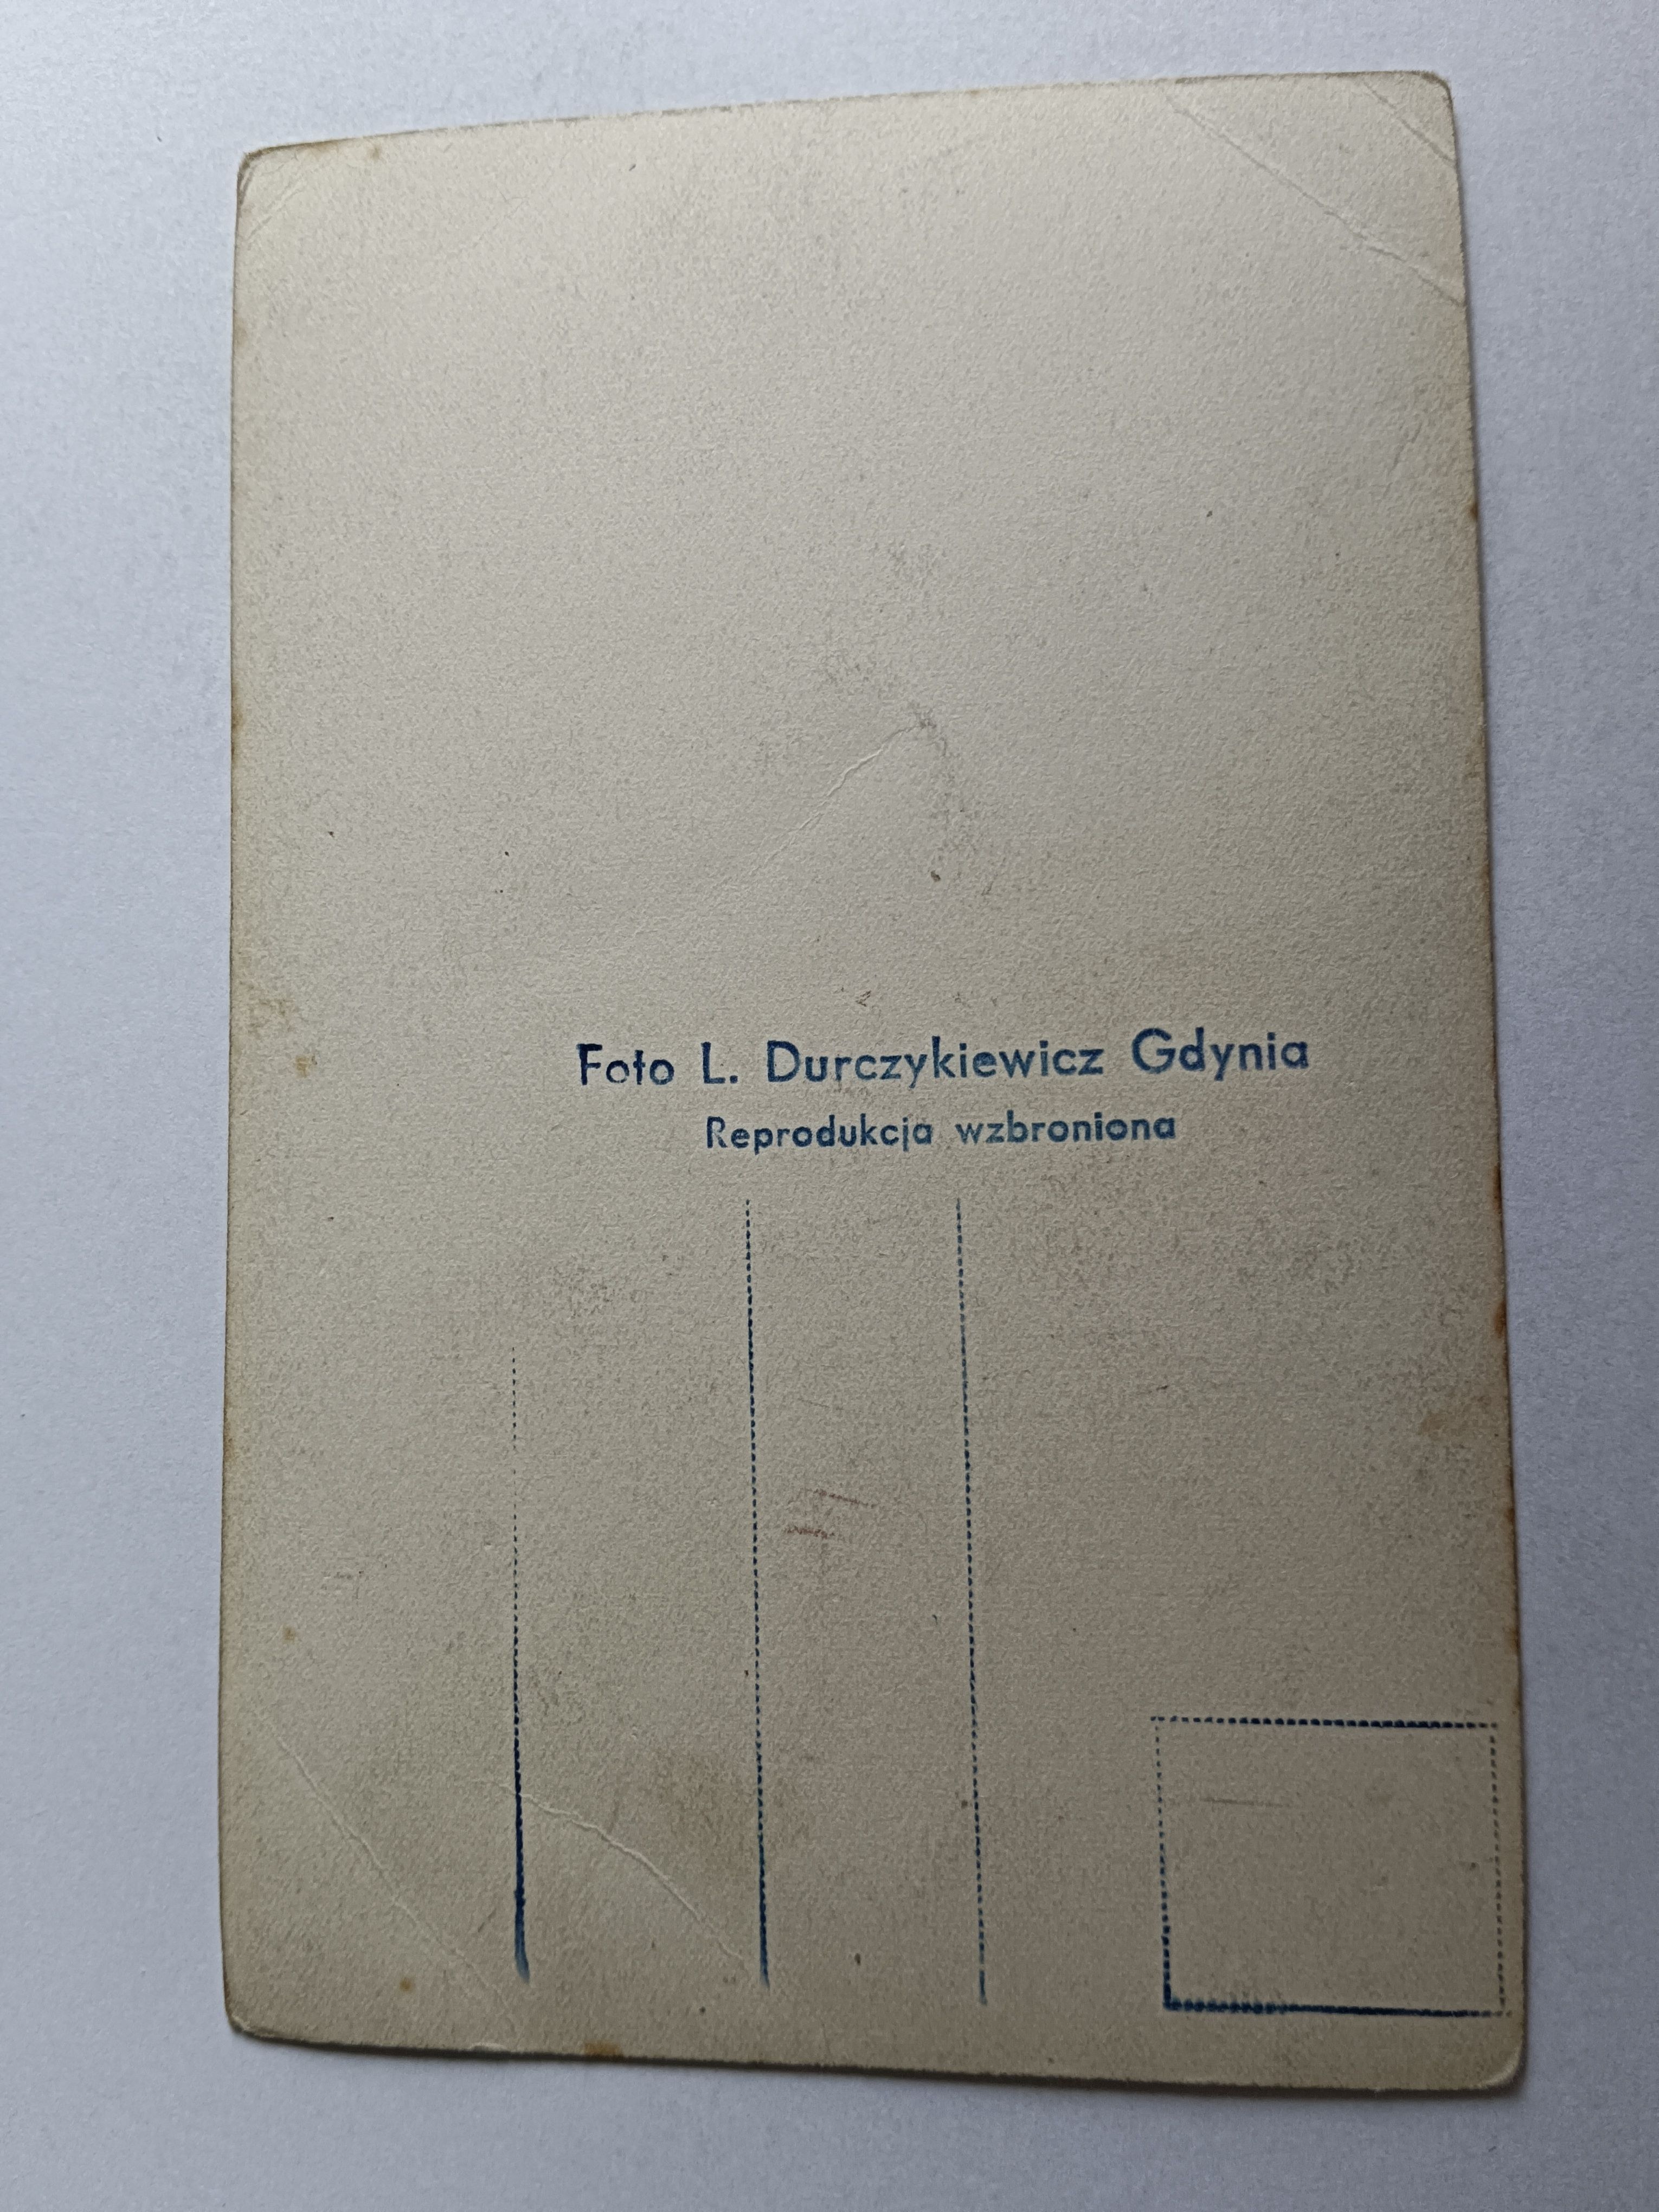 Foto L. Durczykiewicz Gdynia
Reprodukcja wzbroniona